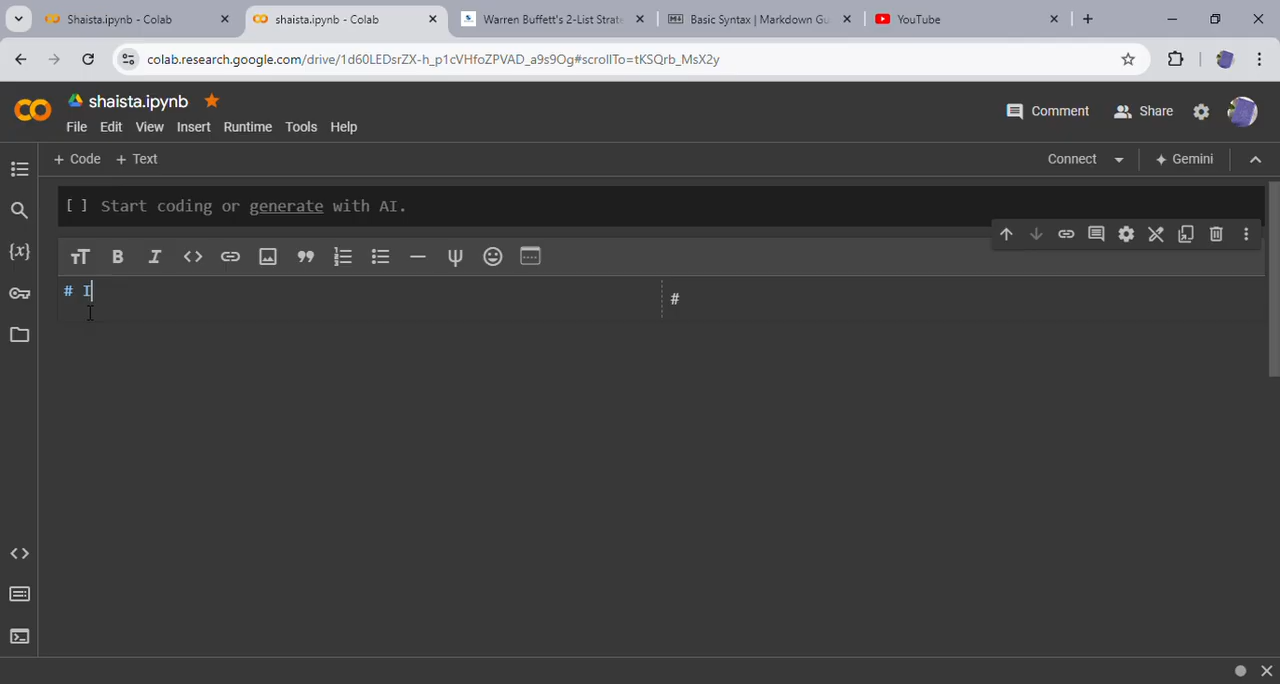 Shaista.ipynb - Colab
shaista.ipynb - Colab
Warren Buffett's 2-List Strate
Basic Syntax | Markdown Gu
YouTube
colab.research.google.com/drive/1d60LEDsrZX-h_p1cVHfoZPVAD_a9s9Og#scrollTo=tKSQrb_MsX2y
shaista.ipynb
File Edit View Insert Runtime Tools Help
Comment
Share
+ Code + Text
Connect
Gemini
[ ] Start coding or generate with AI.
# I
#